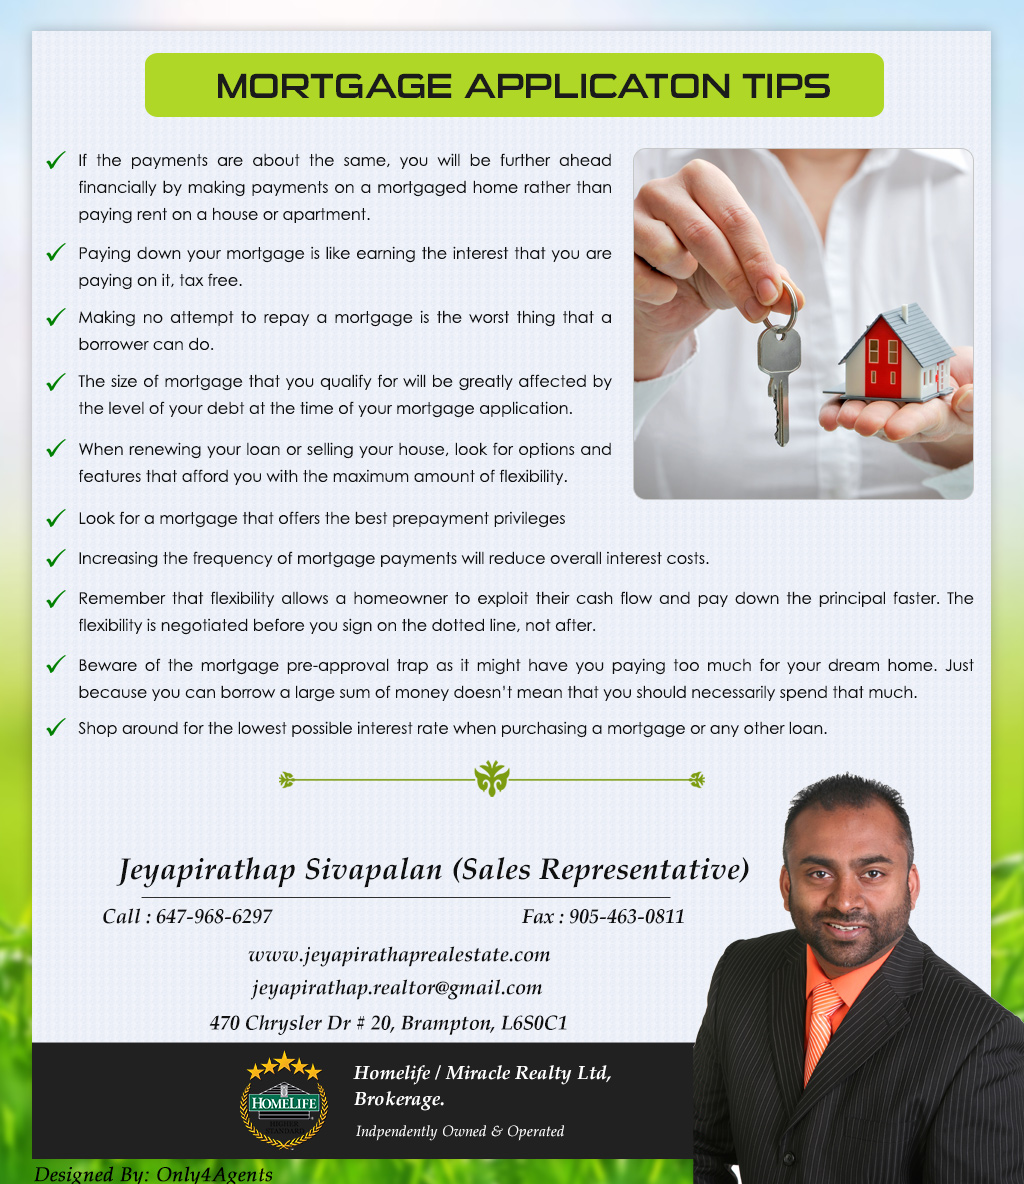 MORTGAGE APPLICATON TIPS
If the payments are about the same, you will be further ahead
financially by making payments on a mortgaged home rather than
paying rent on a house or apartment.
Paying down your mortgage is like earning the interest that you are
paying on it, tax free.
Making no attempt to repay a mortgage is the worst thing that a
borrower can do.
The size of mortgage that you qualify for will be greatly affected by
the level of your debt at the time of your mortgage application.
When renewing your loan or selling your house, look for options and
features that afford you with the maximum amount of flexibility.
Look for a mortgage that offers the best prepayment privileges
Increasing the frequency of mortgage payments will reduce overall interest costs.
Remember that flexibility allows a homeowner to exploit their cash flow and pay down the principal faster. The
flexibility is negotiated before you sign on the dotted line, not after.
Beware of the mortgage pre-approval trap as it might have you paying too much for your dream home. Just
because you can borrow a large sum of money doesn't mean that you should necessarily spend that much.
Shop around for the lowest possible interest rate when purchasing a mortgage or any other loan.
Jeyapirathap Sivapalan (Sales Representative)
Call : 647-968-6297 Fax : 905-463-0811
www.jeyapirathaprealestate.com
jeyapirathap.realtor@gmail.com
470 Chrysler Dr # 20, Brampton, L6S0C1
Homelife / Miracle Realty Ltd,
Brokerage.
Indpendently Owned & Operated
HOMELIFE
HIGHER
STANDARDS
Designed By: Only4Agents